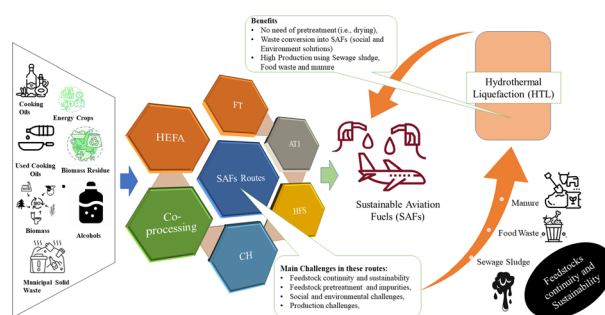 Cooking
Oils
Energy Crops
Used Cooking
Oils
Biomass Residue
Biomass
Alcohols
Municipal Solid
Waste
HEFA
FT
ATJ
SAFs Routes
HFS
Co-
processing
CH
Benefits
• No need of pretreatment (i.e., drying),
• Waste conversion into SAFs (social and
Environment solutions)
• High Production using Sewage sludge,
Food waste and manure
Sustainable Aviation
Fuels (SAFs)
Main Challenges in these routes:
• Feedstock continuity and sustainability
• Feedstock pretreatment and impurities,
• Social and environmental challenges,
• Production challenges,
Hydrothermal
Liquefaction (HTL)
Manure
Food Waste
Sewage Sludge
Feedstocks
continuity and
Sustainability